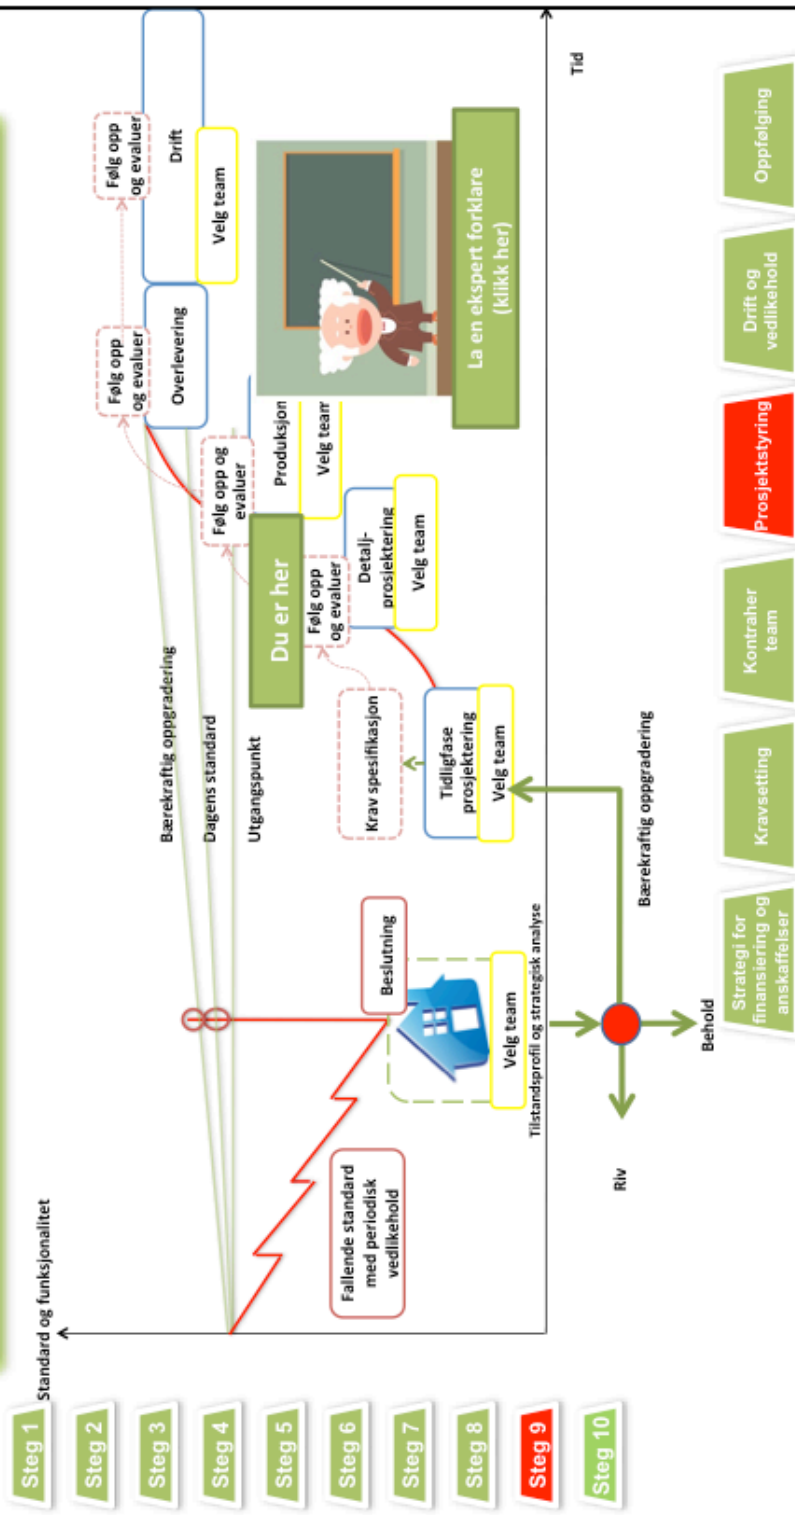 Standard og funksjonalitet
Steg 1
Steg 2
Steg 3
Steg 4
Steg 5
Steg 6
Steg 7
Steg 8
Steg 9
Steg 10
Fallende standard
med periodisk
vedlikehold
Beslutning
Velg team
Tilstandsprofil og strategisk analyse
Riv
Behold
Bærekraftig oppgradering
Bærekraftig oppgradering
Dagens standard
Utgangspunkt
Krav spesifikasjon
Tidligfase
prosjektering
Velg team
Du er her
Følg opp
og evaluer
Detalj-
prosjektering
Velg team
Følg opp og
evaluer
Produksjon
Velg team
Følg opp
og evaluer
Overlevering
Følg opp
og evaluer
Drift
Velg team
La en ekspert forklare
(klikk her)
Tid
Strategi for
finansiering og
anskaffelser
Kravsetting
Kontraher
team
Prosjektstyring
Drift og
vedlikehold
Oppfølging